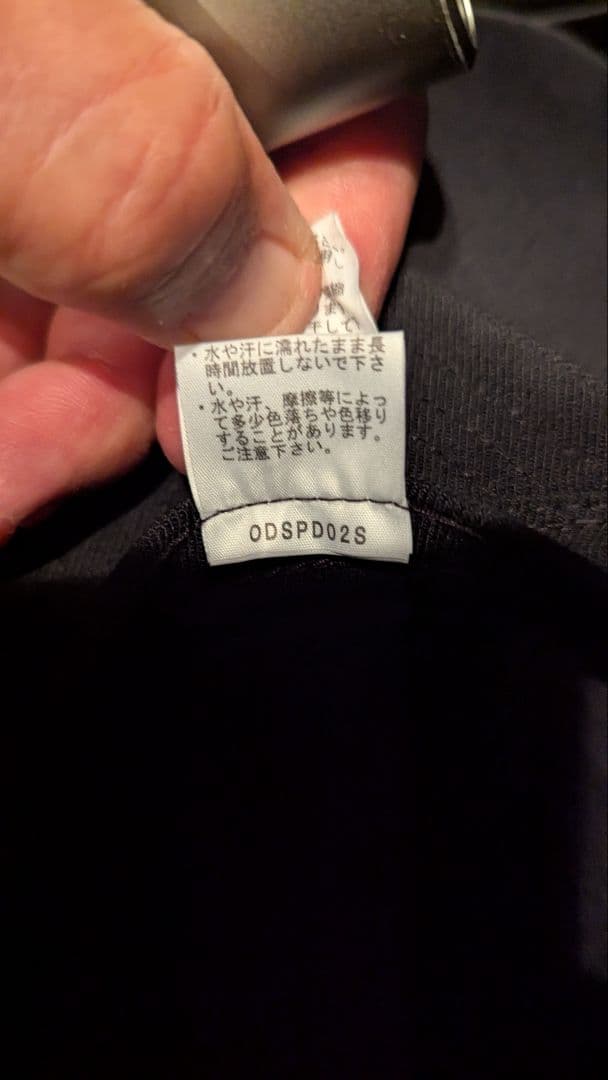 ・水や汗に濡れたまま長
時間放置しないで下さ
い。
・水や汗、摩擦等によっ
て多少色落ちや色移り
することがあります。
ご注意下さい。
ODSPD02S